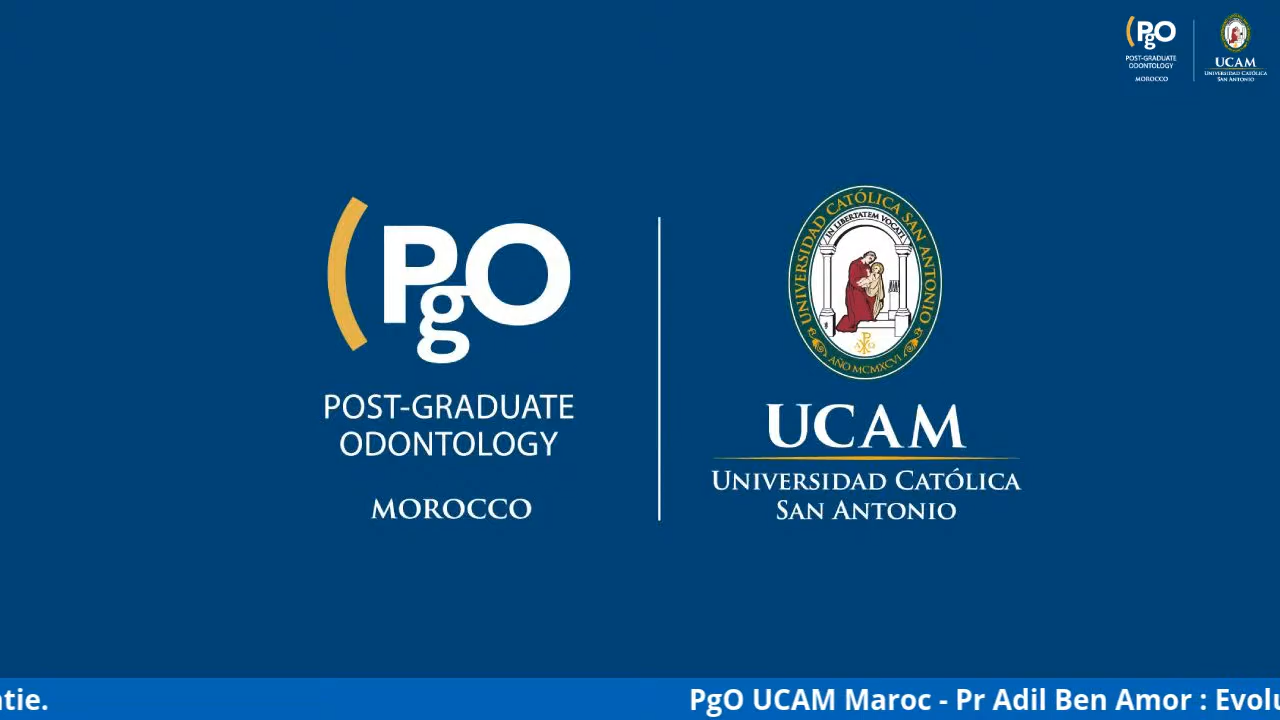 PgO
POST-GRADUATE
ODONTOLOGY
MOROCCO
UCAM
UNIVERSIDAD CATÓLICA
SAN ANTONIO
PgO
POST-GRADUATE
ODONTOLOGY
MOROCCO
UNIVERSIDAD CATÓLICA SAN ANTONIO
IN LIBERTATEM VOCATI
AÑO MCMXCVI
UCAM
UNIVERSIDAD CATÓLICA
SAN ANTONIO
tie. PgO UCAM Maroc - Pr Adil Ben Amor : Evolu